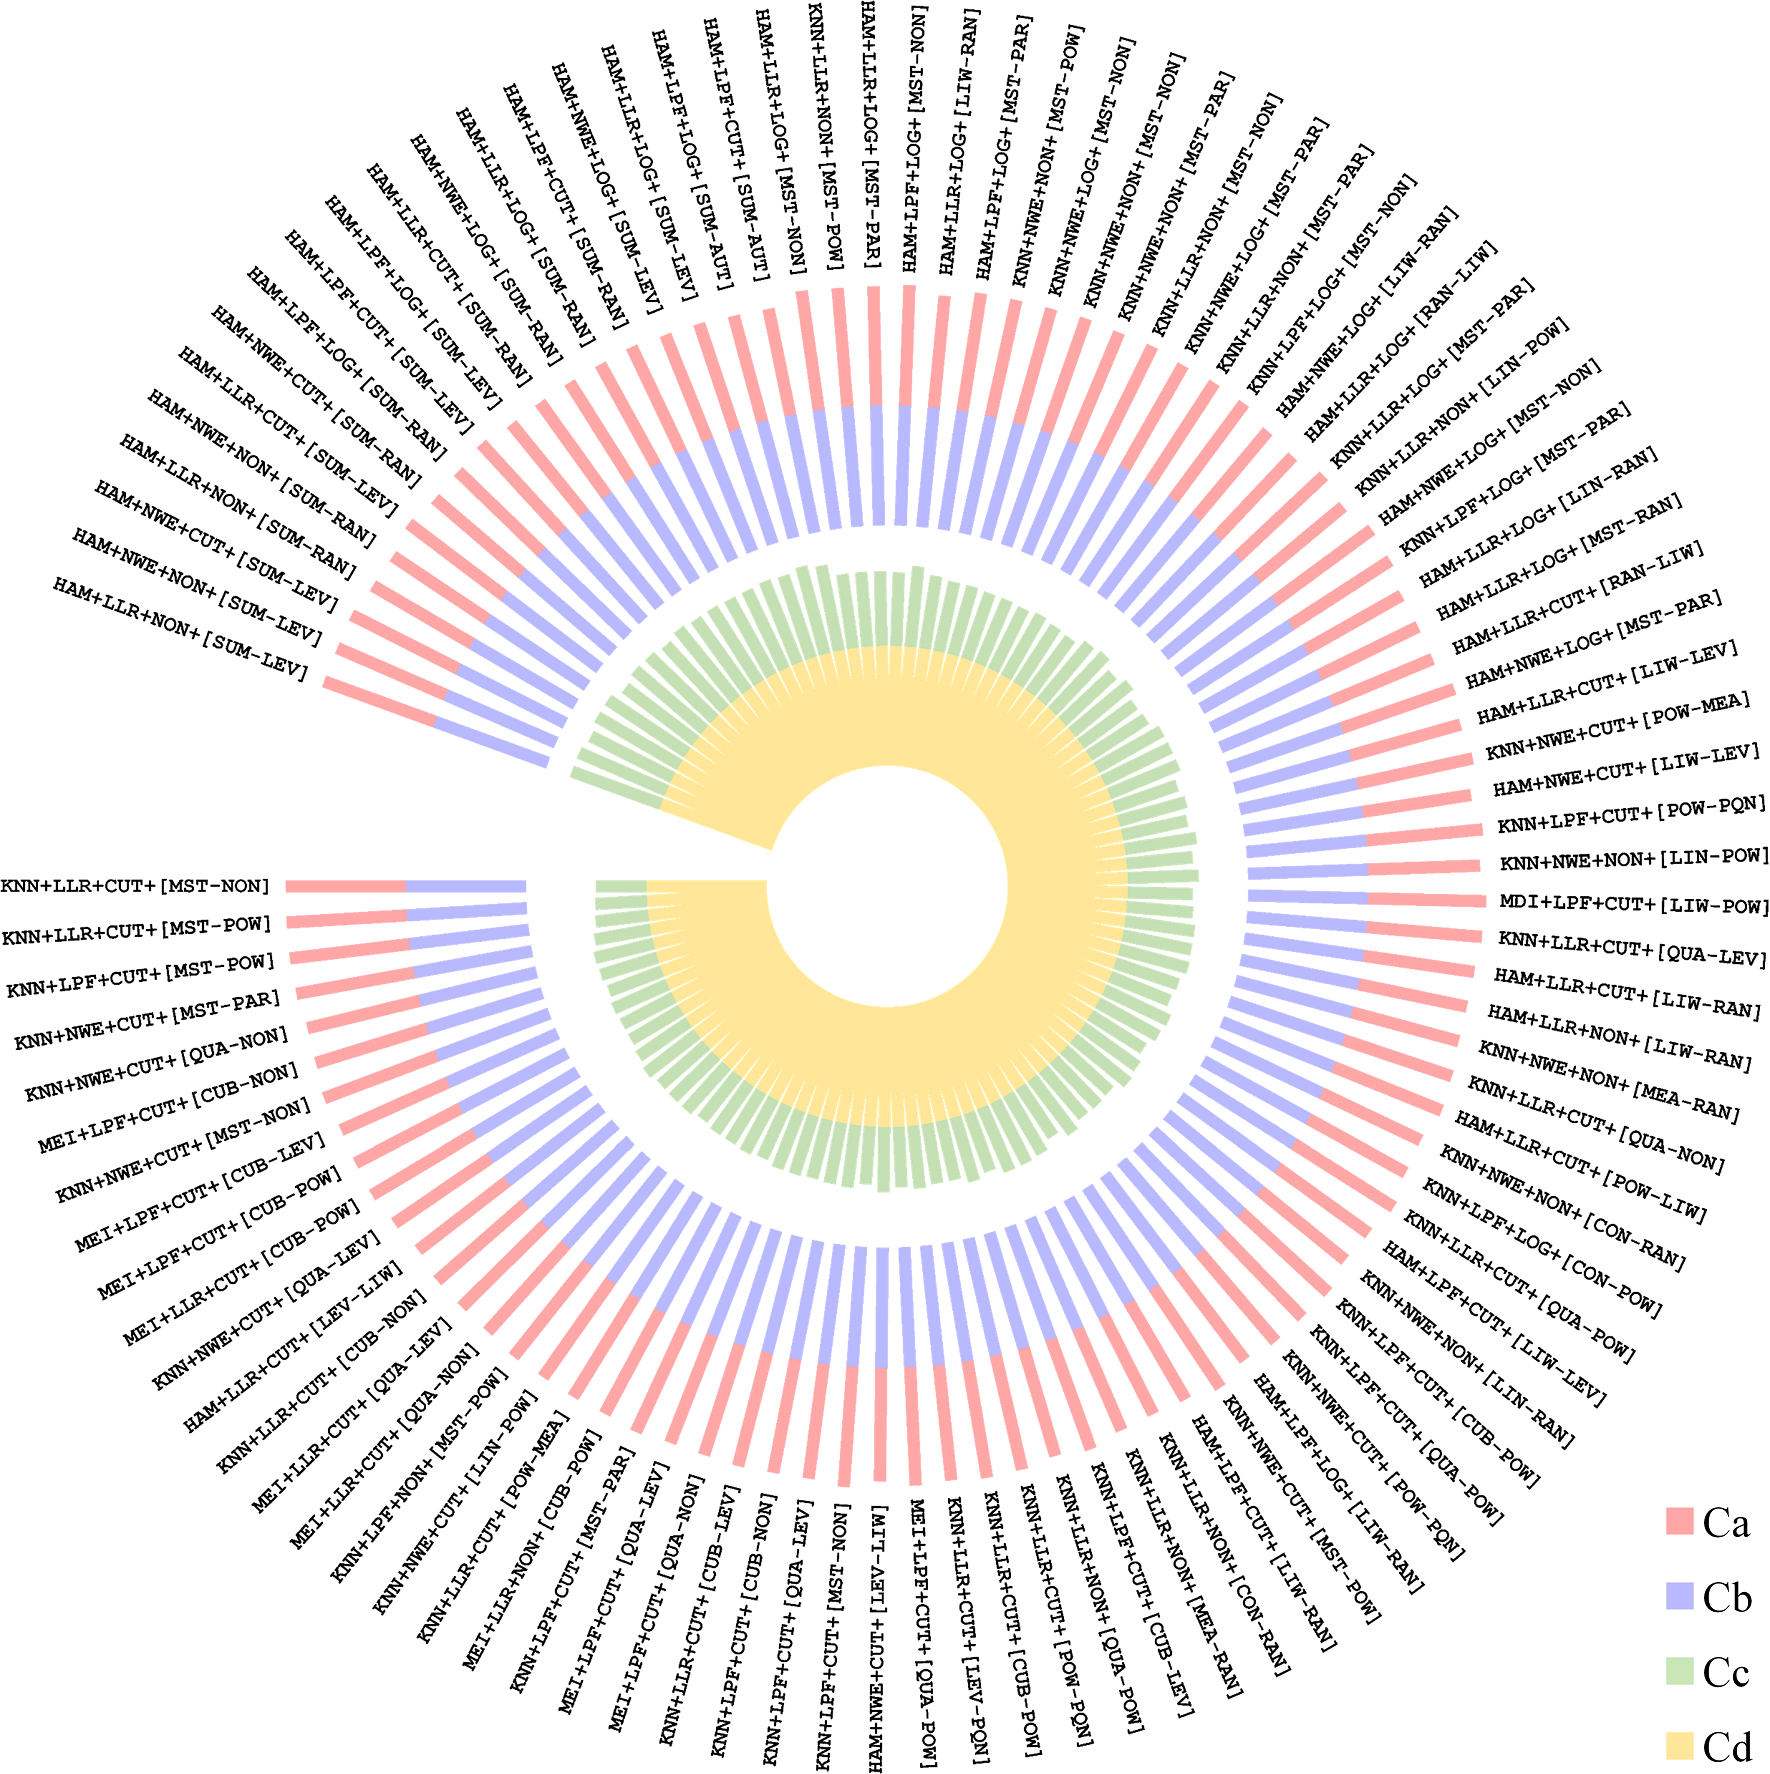 HAM+LLR+NON+[SUM-LEV]
HAM+NWE+NON+[SUM-LEV]
HAM+NWE+CUT+[SUM-LEV]
HAM+LLR+NON+[SUM-RAN]
HAM+NWE+NON+[SUM-RAN]
HAM+LLR+CUT+[SUM-LEV]
HAM+NWE+CUT+[SUM-RAN]
HAM+LPF+LOG+[SUM-RAN]
HAM+LPF+CUT+[SUM-LEV]
HAM+LPF+LOG+[SUM-LEV]
HAM+LLR+CUT+[SUM-RAN]
HAM+NWE+LOG+[SUM-RAN]
HAM+LLR+LOG+[SUM-RAN]
HAM+LPF+CUT+[SUM-RAN]
HAM+NWE+LOG+[SUM-LEV]
HAM+LLR+LOG+[SUM-LEV]
HAM+LPF+LOG+[SUM-AUT]
HAM+LPF+CUT+[SUM-AUT]
HAM+LLR+LOG+[MST-NON]
KNN+LLR+NON+[MST-POW]
HAM+LLR+LOG+[MST-PAR]
HAM+LPF+LOG+[MST-NON]
HAM+LLR+LOG+[LIW-RAN]
HAM+LPF+LOG+[MST-PAR]
KNN+NWE+NON+[MST-POW]
KNN+NWE+LOG+[MST-NON]
KNN+NWE+NON+[MST-NON]
KNN+NWE+NON+[MST-PAR]
KNN+LLR+NON+[MST-NON]
KNN+NWE+LOG+[MST-PAR]
KNN+LLR+NON+[MST-PAR]
KNN+LPF+LOG+[MST-NON]
HAM+NWE+LOG+[LIW-RAN]
HAM+LLR+LOG+[RAN-LIW]
KNN+LLR+LOG+[MST-PAR]
KNN+LLR+NON+[LIN-POW]
HAM+NWE+LOG+[MST-NON]
KNN+LPF+LOG+[MST-PAR]
HAM+LLR+LOG+[LIN-RAN]
HAM+LLR+LOG+[MST-RAN]
HAM+LLR+CUT+[RAN-LIW]
HAM+NWE+LOG+[MST-PAR]
HAM+LLR+CUT+[LIW-LEV]
KNN+NWE+CUT+[POW-MEA]
HAM+NWE+CUT+[LIW-LEV]
KNN+LPF+CUT+[POW-PQN]
KNN+NWE+NON+[LIN-POW]
MDI+LPF+CUT+[LIW-POW]
KNN+LLR+CUT+[QUA-LEV]
HAM+LLR+CUT+[LIW-RAN]
HAM+LLR+NON+[LIW-RAN]
KNN+NWE+NON+[MEA-RAN]
KNN+LLR+CUT+[QUA-NON]
HAM+LLR+CUT+[POW-LIW]
KNN+NWE+NON+[CON-RAN]
KNN+LPF+LOG+[CON-POW]
KNN+LLR+CUT+[QUA-POW]
HAM+LPF+CUT+[LIW-LEV]
KNN+NWE+NON+[LIN-RAN]
KNN+LPF+CUT+[CUB-POW]
KNN+LPF+CUT+[QUA-POW]
KNN+NWE+CUT+[POW-PQN]
HAM+LPF+LOG+[LIW-RAN]
KNN+NWE+CUT+[MST-POW]
HAM+LPF+CUT+[LIW-RAN]
KNN+LLR+NON+[CON-RAN]
KNN+LLR+NON+[MEA-RAN]
KNN+LPF+CUT+[CUB-LEV]
KNN+LLR+NON+[QUA-POW]
KNN+LLR+CUT+[POW-PQN]
KNN+LLR+CUT+[CUB-POW]
KNN+LLR+CUT+[LEV-PQN]
MEI+LPF+CUT+[QUA-POW]
HAM+NWE+CUT+[LEV-LIW]
KNN+LPF+CUT+[MST-NON]
KNN+LPF+CUT+[QUA-LEV]
KNN+LPF+CUT+[CUB-NON]
KNN+LLR+CUT+[CUB-LEV]
MEI+LPF+CUT+[QUA-NON]
MEI+LPF+CUT+[QUA-LEV]
KNN+LPF+CUT+[MST-PAR]
MEI+LLR+NON+[CUB-POW]
KNN+LLR+CUT+[POW-MEA]
KNN+NWE+CUT+[LIN-POW]
KNN+LPF+NON+[MST-POW]
MEI+LLR+CUT+[QUA-NON]
MEI+LLR+CUT+[QUA-LEV]
KNN+LLR+CUT+[CUB-NON]
HAM+LLR+CUT+[LEV-LIW]
KNN+NWE+CUT+[QUA-LEV]
MEI+LLR+CUT+[CUB-POW]
MEI+LPF+CUT+[CUB-POW]
MEI+LPF+CUT+[CUB-LEV]
KNN+NWE+CUT+[MST-NON]
MEI+LPF+CUT+[CUB-NON]
KNN+NWE+CUT+[QUA-NON]
KNN+NWE+CUT+[MST-PAR]
KNN+LPF+CUT+[MST-POW]
KNN+LLR+CUT+[MST-POW]
KNN+LLR+CUT+[MST-NON]
Ca
Cb
Cc
Cd